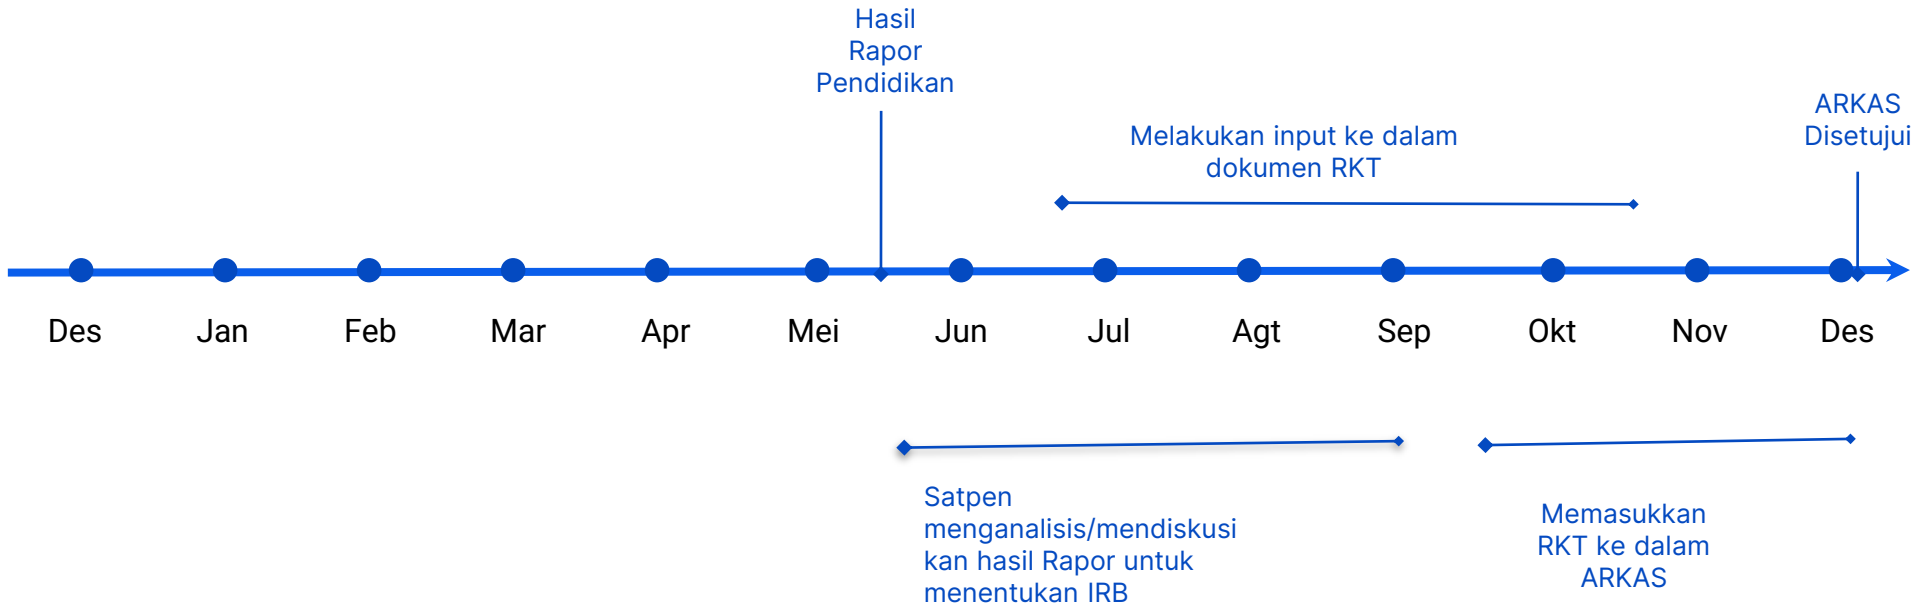 Hasil
Rapor
Pendidikan
ARKAS
Disetujui
Melakukan input ke dalam
dokumen RKT
Des Jan Feb Mar Apr Mei Jun Jul Agt Sep Okt Nov Des
Satpen
menganalisis/mendiskusi
kan hasil Rapor untuk
menentukan IRB
Memasukkan
RKT ke dalam
ARKAS